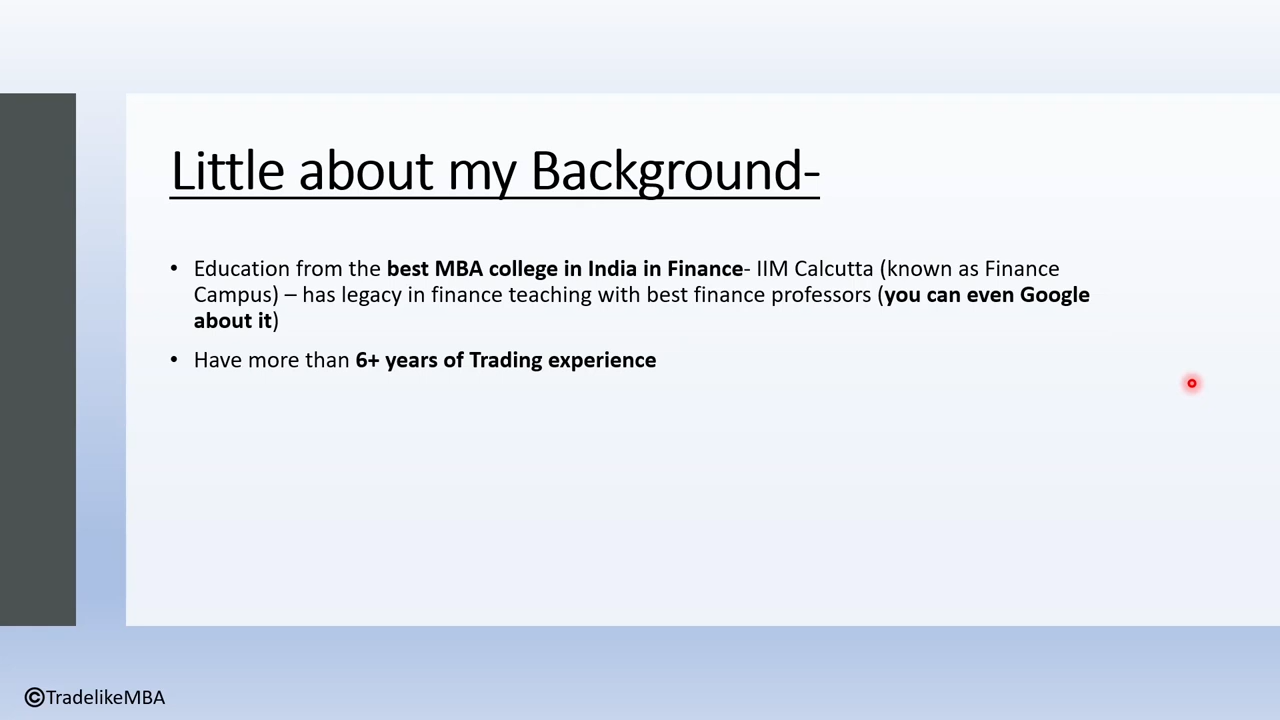 Little about my Background-
• Education from the best MBA college in India in Finance- IIM Calcutta (known as Finance
Campus) – has legacy in finance teaching with best finance professors (you can even Google
about it)
• Have more than 6+ years of Trading experience
©TradelikeMBA